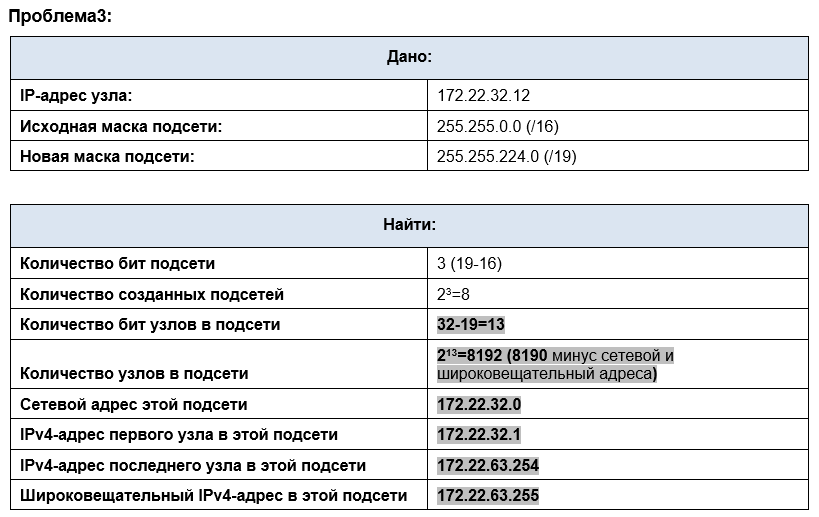 Проблема3:
Дано:
IP-адрес узла: 172.22.32.12
Исходная маска подсети: 255.255.0.0 (/16)
Новая маска подсети: 255.255.224.0 (/19)
Найти:
Количество бит подсети 3 (19-16)
Количество созданных подсетей 2³=8
Количество бит узлов в подсети 32-19=13
Количество узлов в подсети 2¹³=8192 (8190 минус сетевой и
широковещательный адреса)
Сетевой адрес этой подсети 172.22.32.0
IPv4-адрес первого узла в этой подсети 172.22.32.1
IPv4-адрес последнего узла в этой подсети 172.22.63.254
Широковещательный IPv4-адрес в этой подсети 172.22.63.255